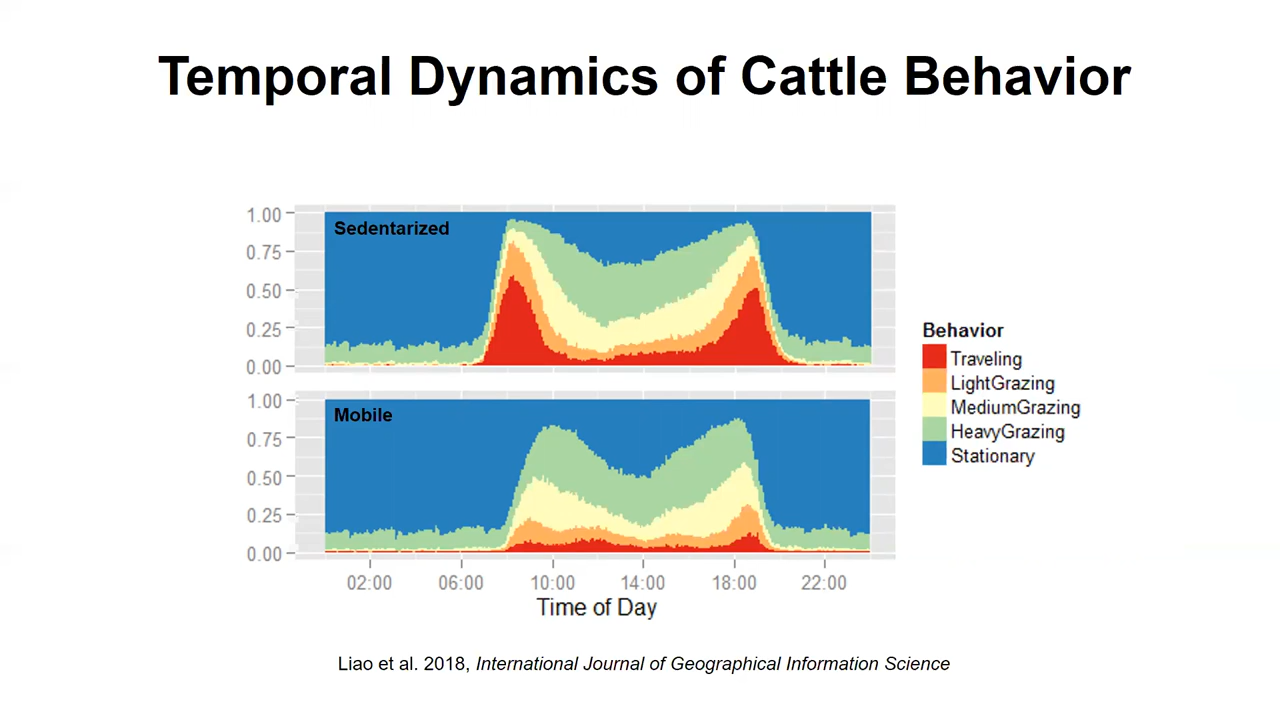 Temporal Dynamics of Cattle Behavior
1.00
0.75
0.50
0.25
0.00
Sedentarized
1.00
0.75
0.50
0.25
0.00
Mobile
02:00 06:00 10:00 14:00 18:00 22:00
Time of Day
Behavior
Traveling
LightGrazing
MediumGrazing
HeavyGrazing
Stationary
Liao et al. 2018, International Journal of Geographical Information Science